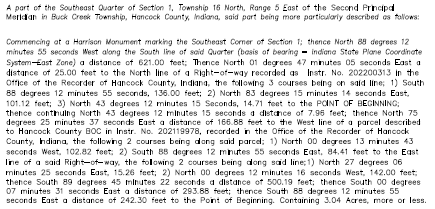 A part of the Southeast Quarter of Section 1, Township 16 North, Range 5 East of the Second Principal
Meridian in Buck Creek Township, Hancock County, Indiana, said part being more particularly described as follows:
Commencing at a Harrison Monument marking the Southeast Corner of Section 1; thence North 88 degrees 12
minutes 55 seconds West along the South line of said Quarter (basis of bearing = Indiana State Plane Coordinate
System—East Zone) a distance of 621.00 feet; Thence North 01 degrees 47 minutes 05 seconds East a
distance of 25.00 feet to the North line of a Right—of—way recorded as Instr. No. 202200313 in the
Office of the Recorder of Hancock County, Indiana, the following 3 courses being on said line; 1) South
88 degrees 12 minutes 55 seconds, 136.00 feet; 2) North 83 degrees 15 minutes 14 seconds East,
101.12 feet; 3) North 43 degrees 12 minutes 15 Seconds, 14.71 feet to the POINT OF BEGINNING;
thence continuing North 43 degrees 12 minutes 15 seconds a distance of 7.96 feet; thence North 75
degrees 25 minutes 37 seconds East a distance of 166.88 feet to the West line of a parcel described
to Hancock County BOC in Instr. No. 202119978, recorded in the Office of the Recorder of Hancock
County, Indiana, the following 2 courses along said parcel; 1) North 00 degrees 13 minutes 43
seconds West, 102.82 feet; 2) South 88 degrees 12 minutes 55 seconds East, 84.41 feet to the East
line of a said Right—of—way, the following 2 courses being along said line;1) North 27 degrees 06
minutes 25 seconds East, 15.26 feet; 2) North 00 degrees 12 minutes 16 seconds West, 142.00 feet;
thence South 89 degrees 45 minutes 22 seconds a distance of 500.19 feet; thence South 00 degrees
07 minutes 31 seconds East a distance of 293.88 feet; thence South 88 degrees 12 minutes 55
seconds East a distance of 242.30 feet to the Point of Beginning. Containing 3.04 Acres, more or less.